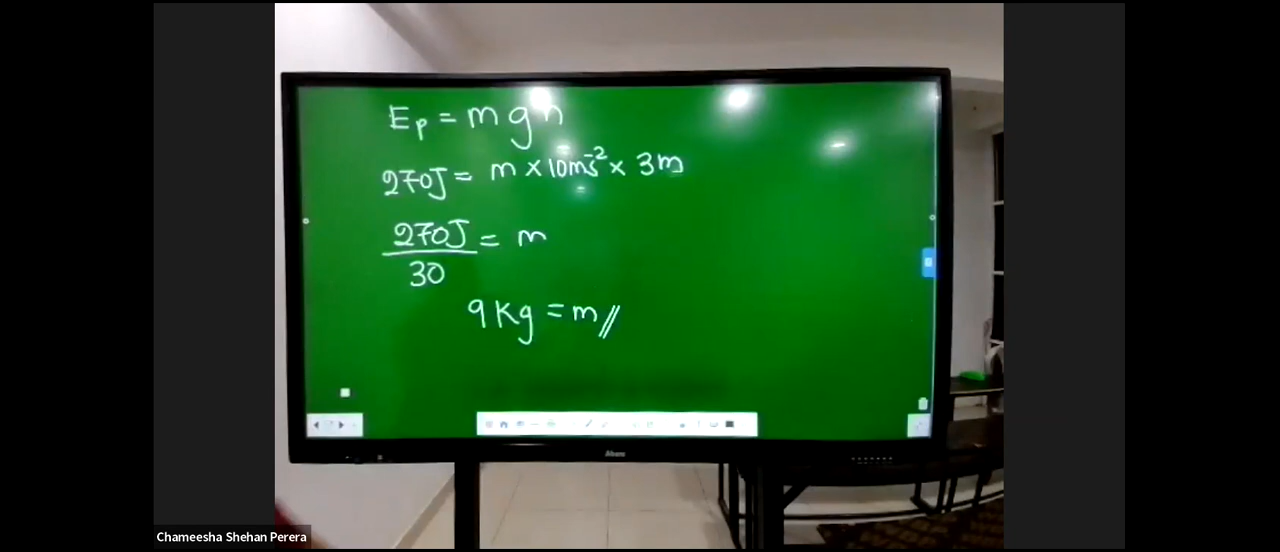 Ep = mgh
270J = m × 10ms⁻² × 3m
270J
30
= m
9Kg = m //
Chameesha Shehan Perera